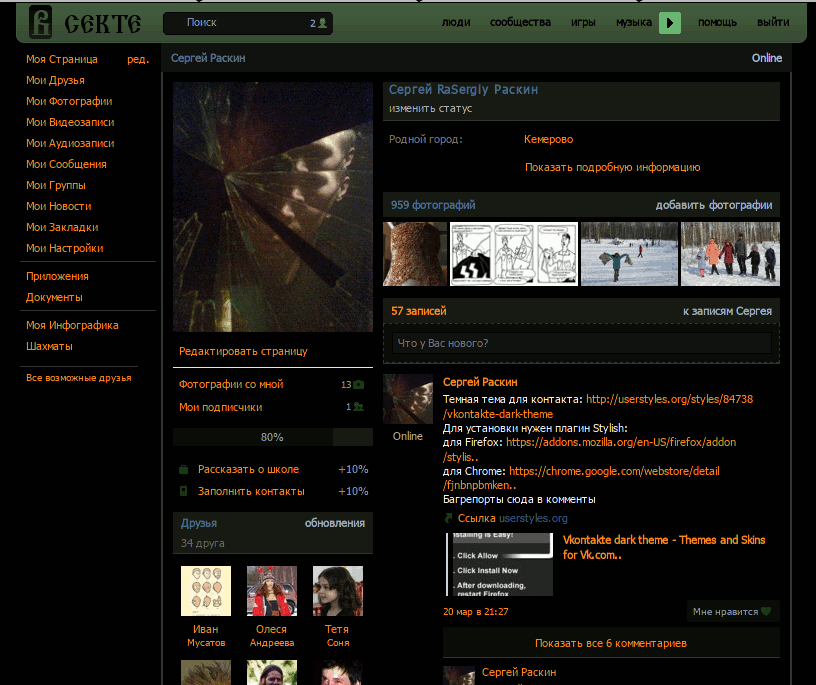 СЕКТЕ
Поиск 2
люди сообщества игры музыка помощь выйти
Моя Страница ред.
Мои Друзья
Мои Фотографии
Мои Видеозаписи
Мои Аудиозаписи
Мои Сообщения
Мои Группы
Мои Новости
Мои Закладки
Мои Настройки
Приложения
Документы
Моя Инфографика
Шахматы
Все возможные друзья
Сергей Раскин Online
Редактировать страницу
Фотографии со мной 13
Мои подписчики 1
80%
Рассказать о школе +10%
Заполнить контакты +10%
Друзья обновления
34 друга
Иван
Мусатов
Олеся
Андреева
Тетя
Соня
Сергей RaSergiy Раскин
изменить статус
Родной город: Кемерово
Показать подробную информацию
959 фотографий добавить фотографии
57 записей к записям Сергея
Что у Вас нового?
Сергей Раскин
Online
Темная тема для контакта: http://userstyles.org/styles/84738
/vkontakte-dark-theme
Для установки нужен плагин Stylish:
для Firefox: https://addons.mozilla.org/en-US/firefox/addon
/stylis..
для Chrome: https://chrome.google.com/webstore/detail
/fjnbnpbmken..
Багрепорты сюда в комменты
Ссылка userstyles.org
stalling is Easy!
. Click Allow
. Click Install Now
. After downloading,
restart Firefox
Vkontakte dark theme - Themes and Skins
for Vk.com..
20 мар в 21:27 Мне нравится
Показать все 6 комментариев
Сергей Раскин